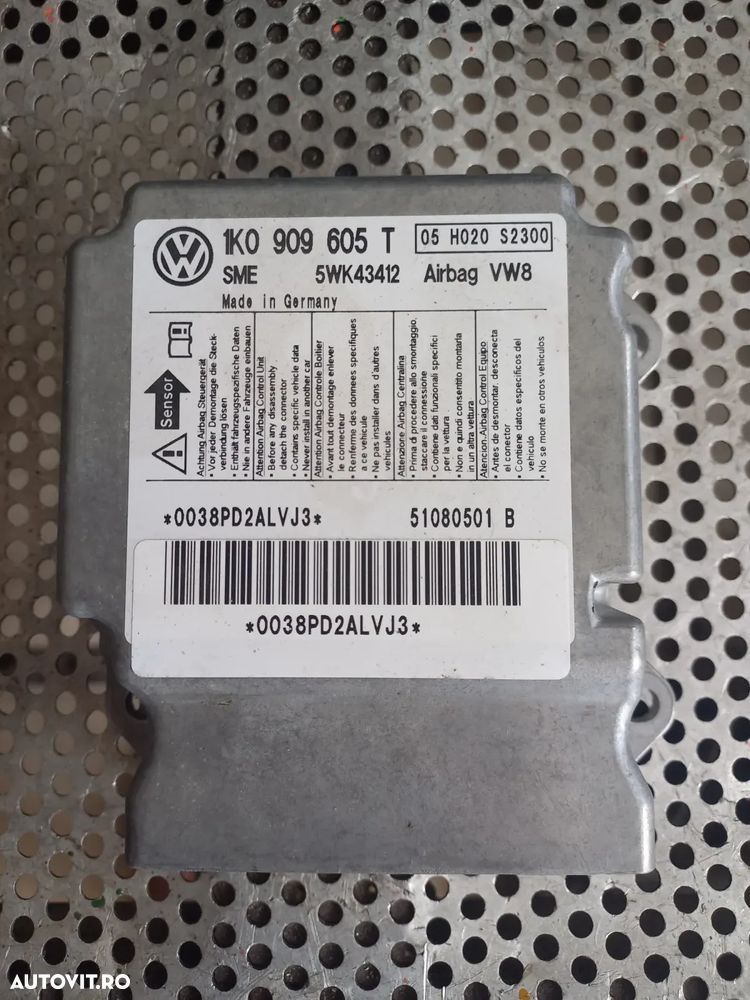 1K0 909 605 T
05 H020 S2300
SME 5WK43412 Airbag VW8
Made in Germany
Sensor
Achtung Airbag Steuergerät
• Vor jeder Demontage die Steck-
verbindung lösen
• Enthält fahrzeugspezifische Daten
• Nie in andere Fahrzeuge einbauen
Attention Airbag Control Unit
• Before any disassembly
detach the connector
• Contains specific vehicle data
• Never install in another car
Attention Airbag Controle Boitier
• Avant tout demontage enlever
le connecteur
• Renferme des donnees specifiques
a ce vehicule
• Ne pas installer dans d'autres
vehicules
Attenzione Airbag Centralina
• Prima di procedere allo smontaggio,
staccare il connessione
• Contiene dati funzionali specifici
per la vettura
• Non e quindi consentito montarla
in un altra vettura
Atencion Airbag Control Equipo
• Antes de desmontar, desconecta
el conector
• Contiene datos especificos del
vehiculo
• No se monte en otros vehiculos
*0038PD2ALVJ3* 51080501 B
*0038PD2ALVJ3*
AUTOVIT.RO